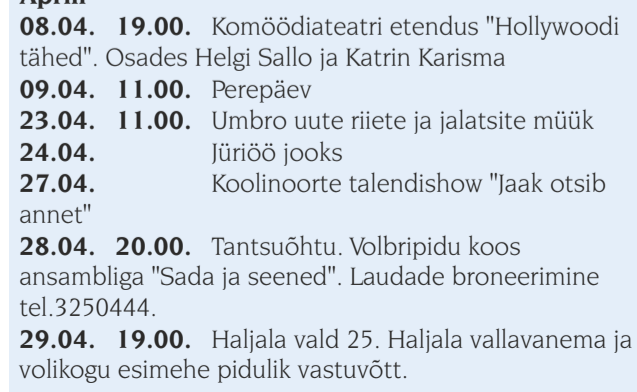 Aprill
08.04. 19.00. Komöödiateatri etendus "Hollywoodi
tähed". Osades Helgi Sallo ja Katrin Karisma
09.04. 11.00. Perepäev
23.04. 11.00. Umbro uute riiete ja jalatsite müük
24.04. Jüriöö jooks
27.04. Koolinoorte talendishow "Jaak otsib
annet"
28.04. 20.00. Tantsuõhtu. Volbripidu koos
ansambliga "Sada ja seened". Laudade broneerimine
tel.3250444.
29.04. 19.00. Haljala vald 25. Haljala vallavanema ja
volikogu esimehe pidulik vastuvõtt.